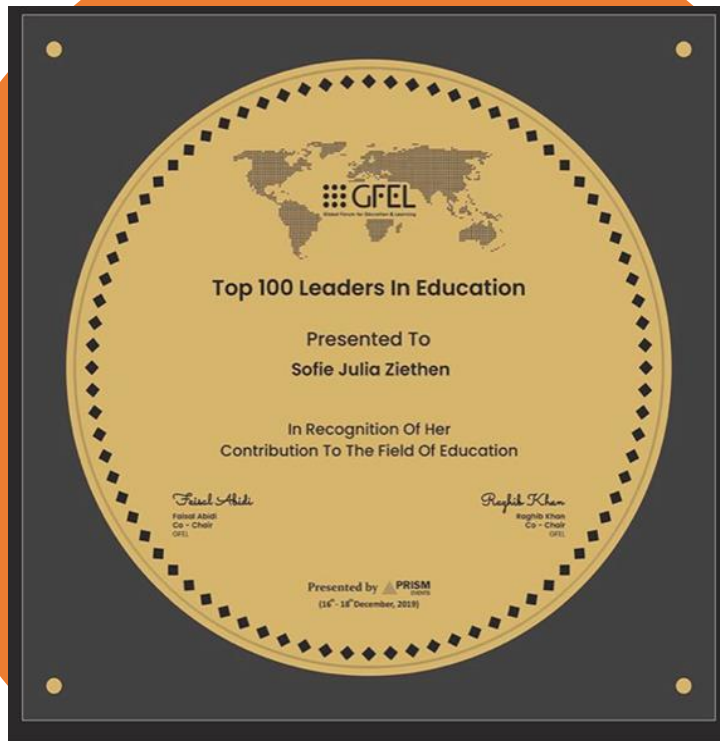 GFEL
Global Forum for Education & Learning
Top 100 Leaders In Education
Presented To
Sofie Julia Ziethen
In Recognition Of Her
Contribution To The Field Of Education
Faisal Abidi
Faisal Abidi
Co - Chair
GFEL
Raghib Khan
Raghib Khan
Co - Chair
GFEL
Presented by PRISM
EVENTS
(16th - 18th December, 2019)